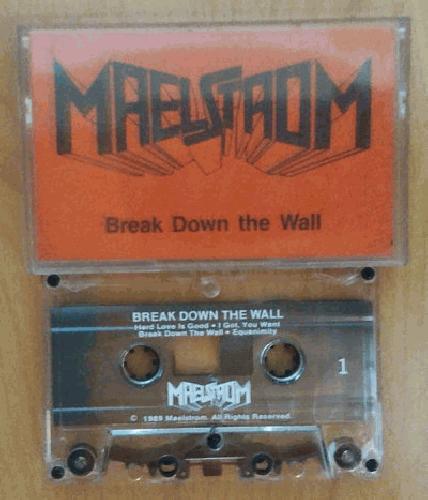 MAELSTROM
Break Down the Wall
BREAK DOWN THE WALL
Hard Love Is Good • I Got, You Want
Break Down The Wall • Equanimity
1
MAELSTROM
© 1989 Maelstrom. All Rights Reserved.